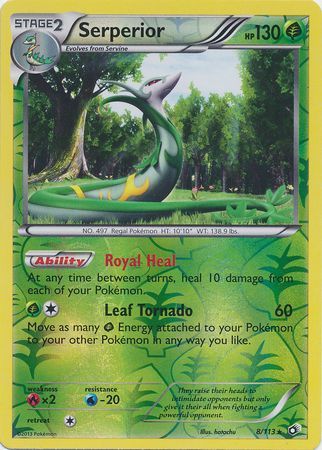 STAGE2
Serperior
HP130
Evolves from Servine
NO. 497 Regal Pokémon HT: 10'10" WT: 138.9 lbs
Ability Royal Heal
At any time between turns, heal 10 damage from
each of your Pokémon.
Leaf Tornado 60
Move as many Energy attached to your Pokémon
to your other Pokémon in any way you like.
weakness
×2
resistance
-20
retreat
They raise their heads to
intimidate opponents but only
give it their all when fighting a
powerful opponent.
©2013 Pokémon
Illus. hatachu
8/113★